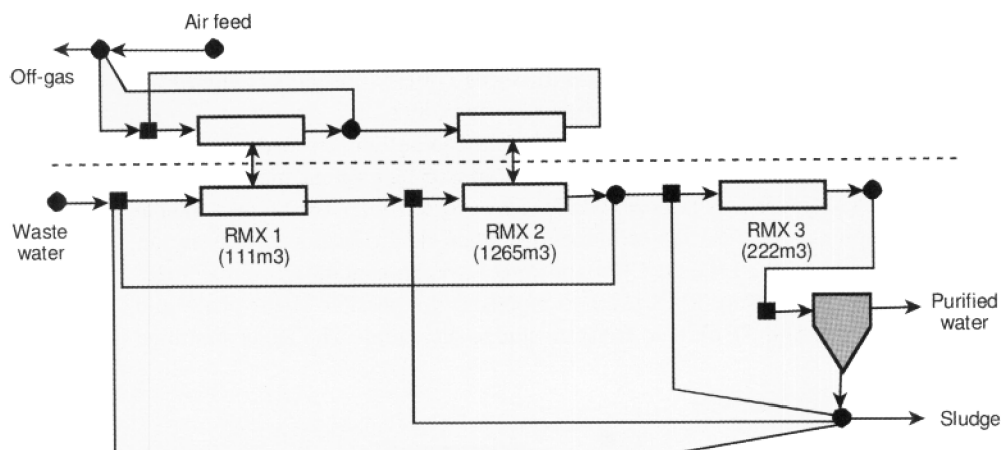 Air feed
Off-gas
Waste
water
RMX 1
(111m3)
RMX 2
(1265m3)
RMX 3
(222m3)
Purified
water
Sludge